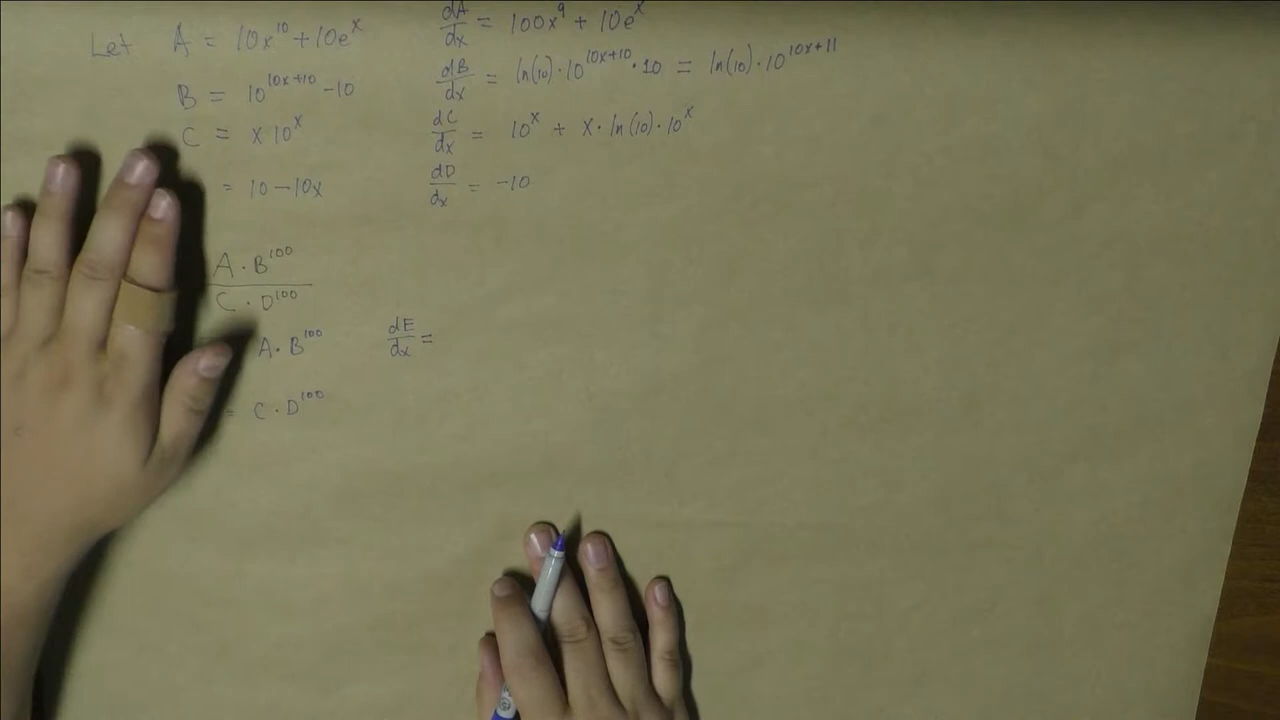 Let A = 10x^10 + 10e^x dA/dx = 100x^9 + 10e^x
B = 10^(10x+10) - 10 dB/dx = ln(10) · 10^(10x+10) · 10 = ln(10) · 10^(10x+11)
C = x 10^x dC/dx = 10^x + x · ln(10) · 10^x
= 10 - 10x dD/dx = -10
A · B^100
C · D^100
A · B^100 dE/dx =
= C · D^100